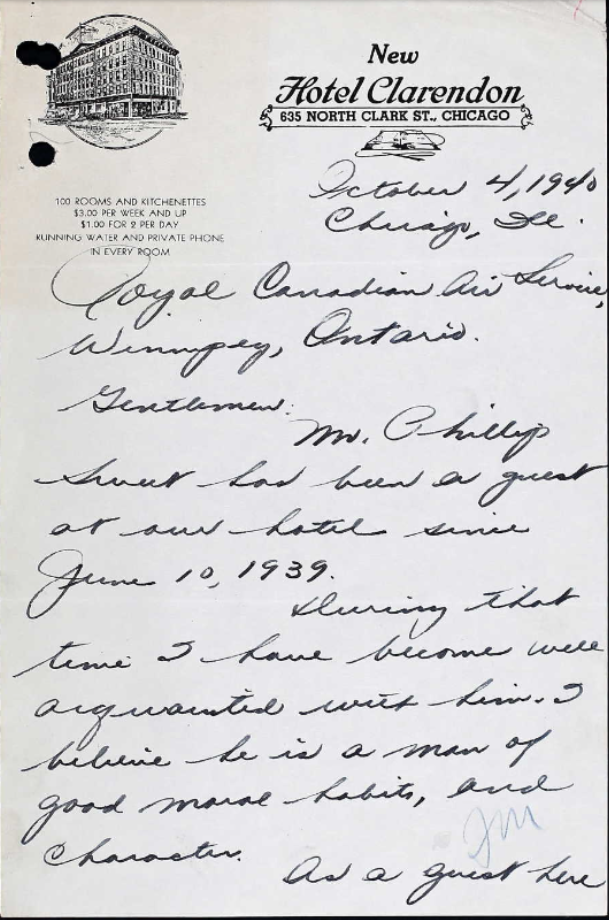 New
Hotel Clarendon
635 NORTH CLARK ST., CHICAGO
100 ROOMS AND KITCHENETTES
$3.00 PER WEEK AND UP
$1.00 FOR 2 PER DAY
RUNNING WATER AND PRIVATE PHONE
IN EVERY ROOM
October 4, 1940
Chicago, Ill.
Royal Canadian Air Service,
Winnipeg, Ontario.
Gentlemen:
Mr. Phillip
Sweet has been a guest
at our hotel since
June 10, 1939.
During that
time I have become well
acquainted with him. I
believe he is a man of
good moral habits, and
character.
JM
As a guest here